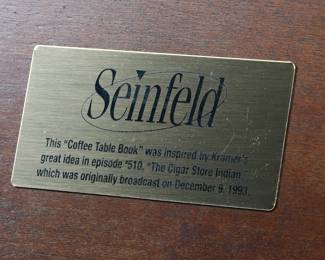 Seinfeld
This "Coffee Table Book" was inspired by Kramer's
great idea in episode #510, "The Cigar Store Indian"
which was originally broadcast on December 9, 1993.